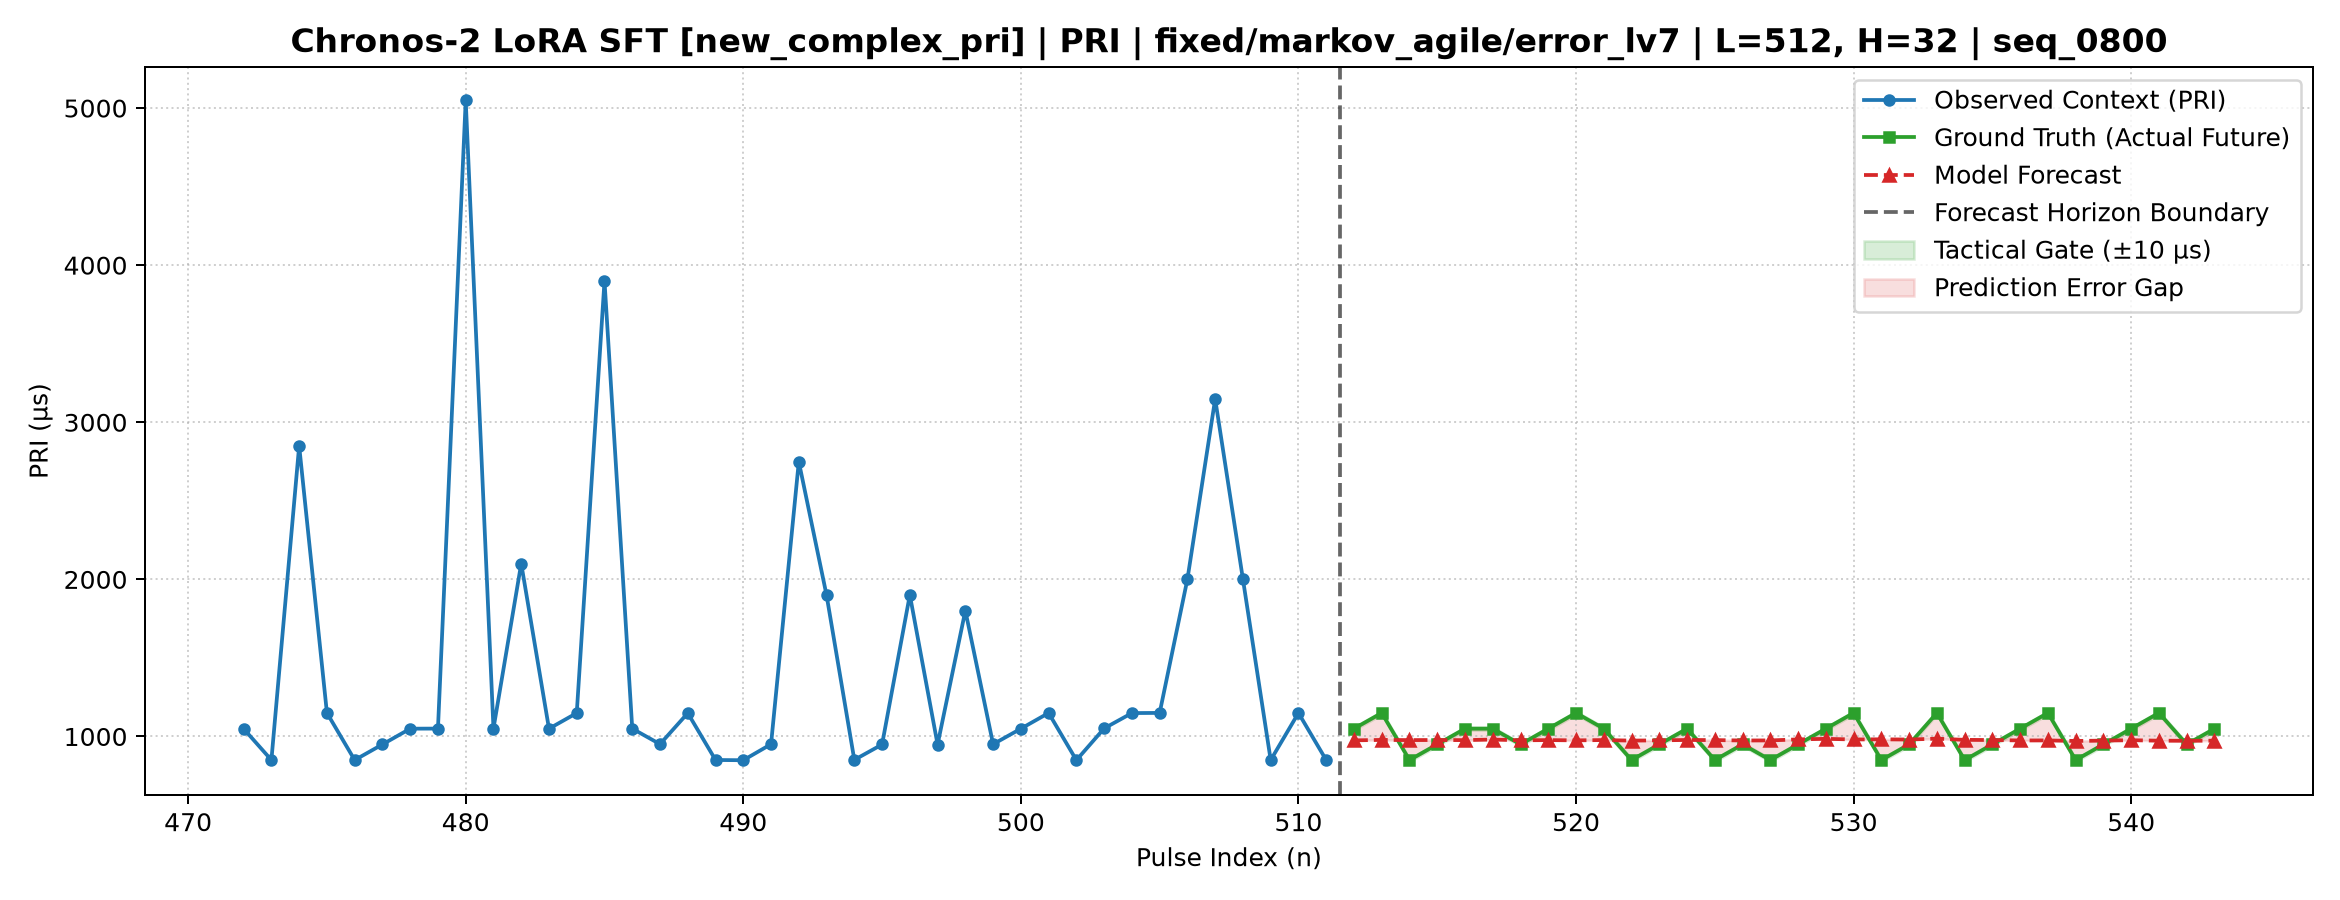 Chronos-2 LoRA SFT [new_complex_pri] | PRI | fixed/markov_agile/error_lv7 | L=512, H=32 | seq_0800
Observed Context (PRI)
Ground Truth (Actual Future)
Model Forecast
Forecast Horizon Boundary
Tactical Gate (±10 µs)
Prediction Error Gap
PRI (µs)
5000
4000
3000
2000
1000
470 480 490 500 510 520 530 540
Pulse Index (n)